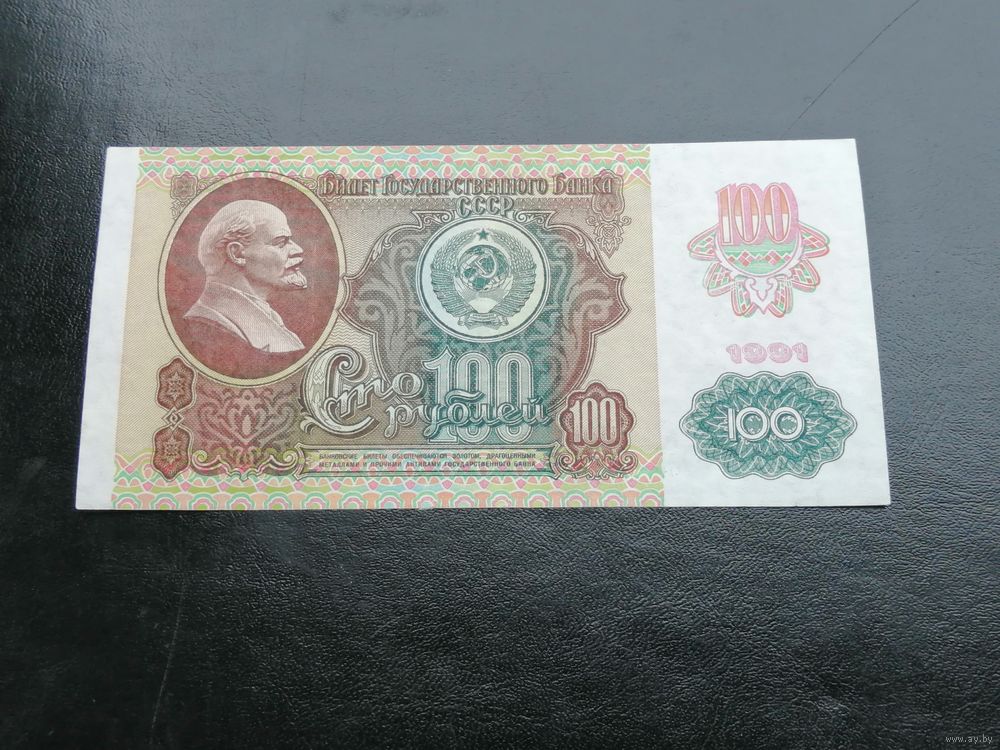 Билет Государственного Банка
СССР
100
1991
Сто 100
рублей
100
100
БАНКОВСКИЕ БИЛЕТЫ ОБЕСПЕЧИВАЮТСЯ ЗОЛОТОМ, ДРАГОЦЕННЫМИ
МЕТАЛЛАМИ И ПРОЧИМИ АКТИВАМИ ГОСУДАРСТВЕННОГО БАНКА
www.ay.by